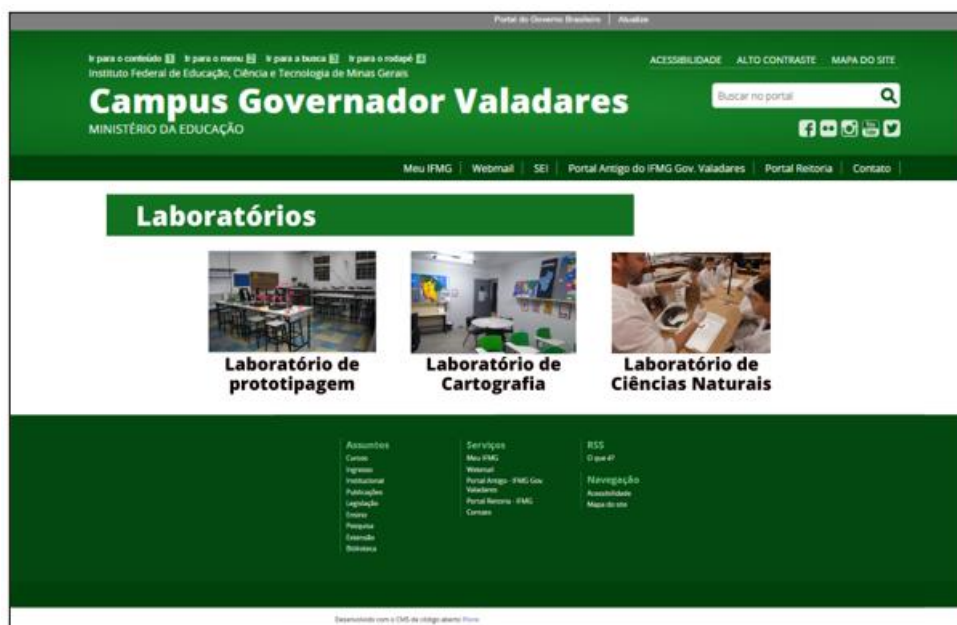 Portal do Governo Brasileiro | Atualize
Ir para o conteúdo 1 Ir para o menu 2 Ir para a busca 3 Ir para o rodapé 4
ACESSIBILIDADE ALTO CONTRASTE MAPA DO SITE
Instituto Federal de Educação, Ciência e Tecnologia de Minas Gerais
Campus Governador Valadares
Buscar no portal
MINISTÉRIO DA EDUCAÇÃO
Meu IFMG | Webmail | SEI | Portal Antigo do IFMG Gov. Valadares | Portal Reitoria | Contato
Laboratórios
Laboratório de
prototipagem
Laboratório de
Cartografia
Laboratório de
Ciências Naturais
Assuntos
Cursos
Ingresso
Institucional
Publicações
Legislação
Ensino
Pesquisa
Extensão
Biblioteca
Serviços
Meu IFMG
Webmail
Portal Antigo - IFMG Gov.
Valadares
Portal Reitoria - IFMG
Contato
RSS
O que é?
Navegação
Acessibilidade
Mapa do site
Desenvolvido com o CMS de código aberto Plone